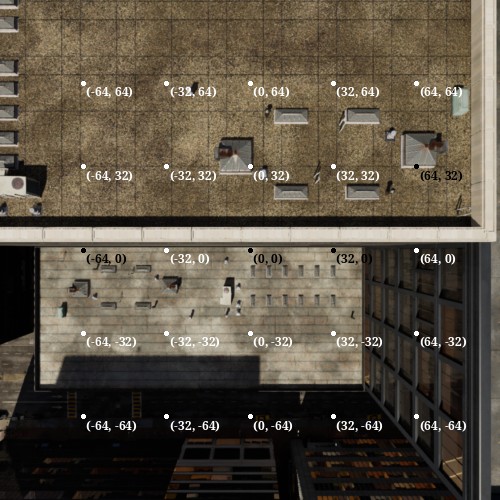 (-64, 64) (-32, 64) (0, 64) (32, 64) (64, 64)
(-64, 32) (-32, 32) (0, 32) (32, 32) (64, 32)
(-64, 0) (-32, 0) (0, 0) (32, 0) (64, 0)
(-64, -32) (-32, -32) (0, -32) (32, -32) (64, -32)
(-64, -64) (-32, -64) (0, -64) (32, -64) (64, -64)